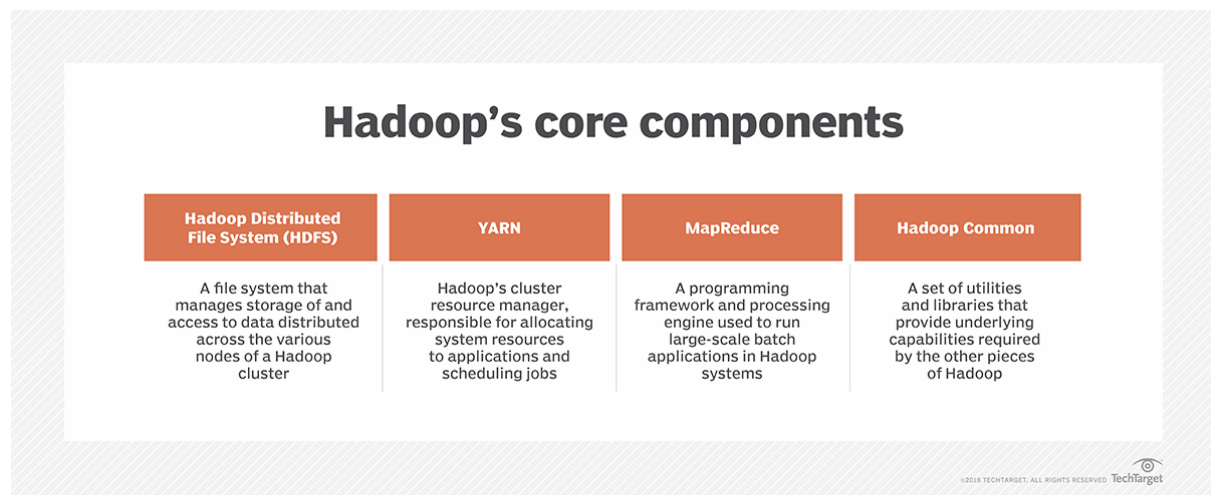 Hadoop's core components
Hadoop Distributed
File System (HDFS)
A file system that
manages storage of and
access to data distributed
across the various
nodes of a Hadoop
cluster
YARN
Hadoop's cluster
resource manager,
responsible for allocating
system resources
to applications and
scheduling jobs
MapReduce
A programming
framework and processing
engine used to run
large-scale batch
applications in Hadoop
systems
Hadoop Common
A set of utilities
and libraries that
provide underlying
capabilities required
by the other pieces
of Hadoop
©2018 TECHTARGET. ALL RIGHTS RESERVED TechTarget